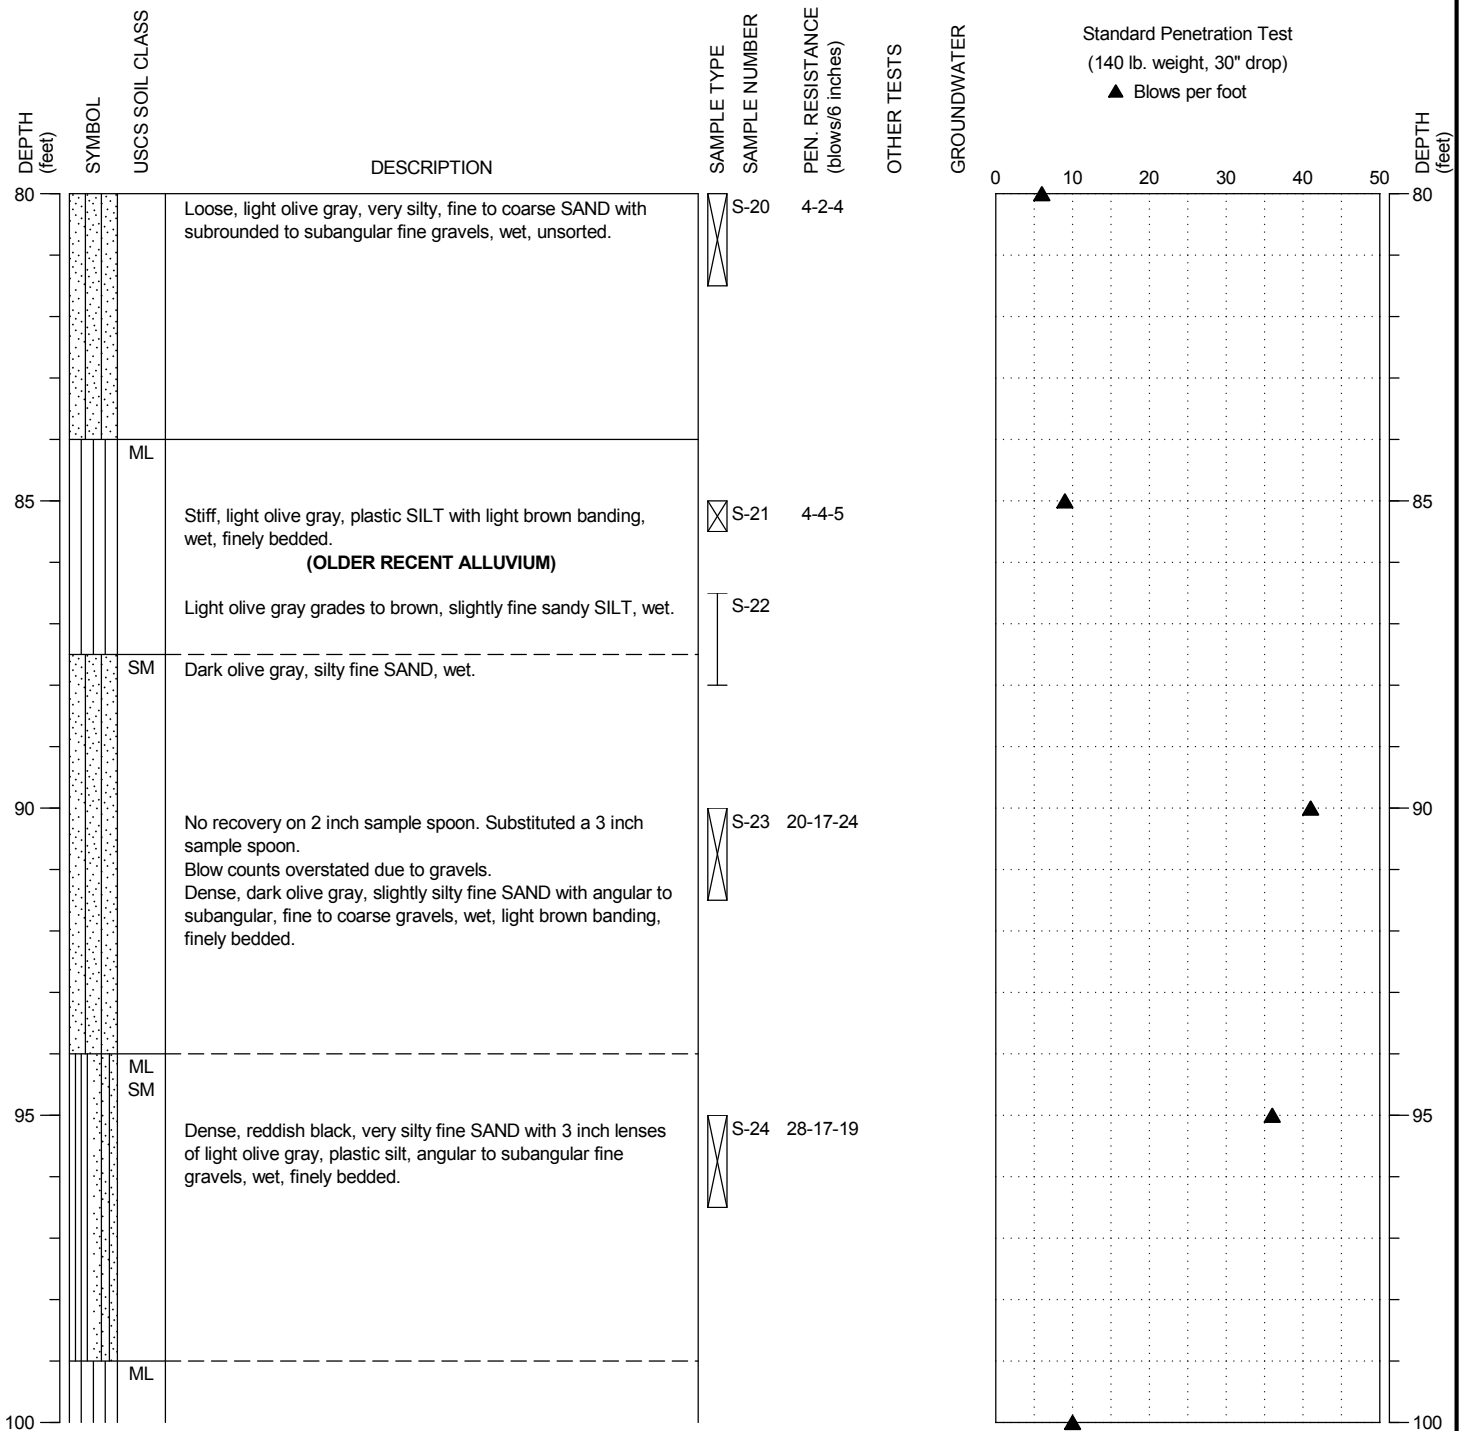 DEPTH
(feet)
SYMBOL
USCS SOIL CLASS
DESCRIPTION
SAMPLE TYPE
SAMPLE NUMBER
PEN. RESISTANCE
(blows/6 inches)
OTHER TESTS
GROUNDWATER
Standard Penetration Test
(140 lb. weight, 30" drop)
▲ Blows per foot
DEPTH
(feet)
0 10 20 30 40 50
80
Loose, light olive gray, very silty, fine to coarse SAND with
subrounded to subangular fine gravels, wet, unsorted.
S-20 4-2-4
80
ML
85
Stiff, light olive gray, plastic SILT with light brown banding,
wet, finely bedded.
(OLDER RECENT ALLUVIUM)
S-21 4-4-5
85
Light olive gray grades to brown, slightly fine sandy SILT, wet.
S-22
SM
Dark olive gray, silty fine SAND, wet.
90
No recovery on 2 inch sample spoon. Substituted a 3 inch
sample spoon.
Blow counts overstated due to gravels.
Dense, dark olive gray, slightly silty fine SAND with angular to
subangular, fine to coarse gravels, wet, light brown banding,
finely bedded.
S-23 20-17-24
90
ML
SM
95
Dense, reddish black, very silty fine SAND with 3 inch lenses
of light olive gray, plastic silt, angular to subangular fine
gravels, wet, finely bedded.
S-24 28-17-19
95
ML
100
100